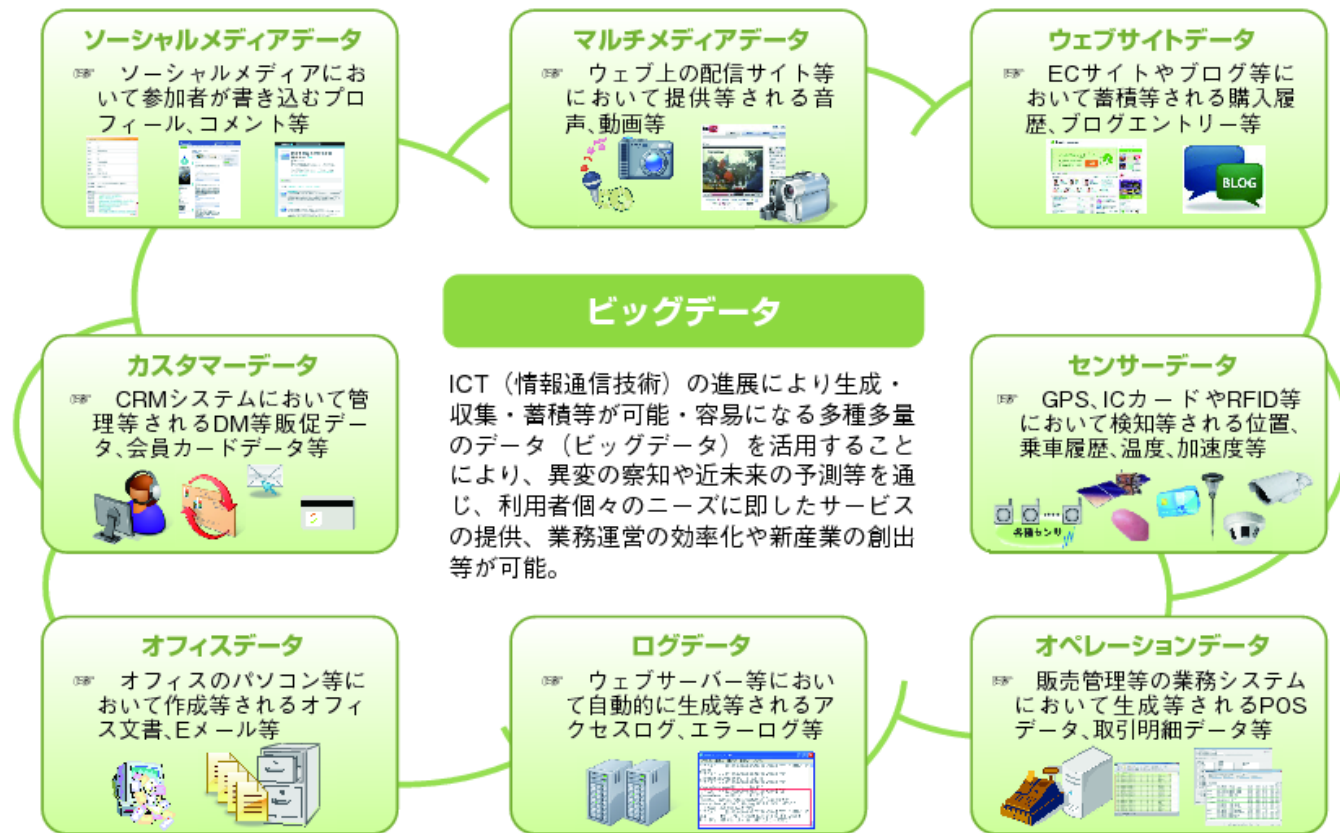 ソーシャルメディアデータ
☞ ソーシャルメディアにお
いて参加者が書き込むプロ
フィール、コメント等
マルチメディアデータ
☞ ウェブ上の配信サイト等
において提供等される音
声、動画等
ウェブサイトデータ
☞ ECサイトやブログ等に
おいて蓄積等される購入履
歴、ブログエントリー等
BLOG
ビッグデータ
ICT（情報通信技術）の進展により生成・
収集・蓄積等が可能・容易になる多種多量
のデータ（ビッグデータ）を活用すること
により、異変の察知や近未来の予測等を通
じ、利用者個々のニーズに即したサービス
の提供、業務運営の効率化や新産業の創出
等が可能。
カスタマーデータ
☞ CRMシステムにおいて管
理等されるDM等販促デー
タ、会員カードデータ等
センサーデータ
☞ GPS、ICカードやRFID等
において検知等される位置、
乗車履歴、温度、加速度等
各種センサ
オフィスデータ
☞ オフィスのパソコン等に
おいて作成等されるオフィ
ス文書、Eメール等
ログデータ
☞ ウェブサーバー等におい
て自動的に生成等されるア
クセスログ、エラーログ等
オペレーションデータ
☞ 販売管理等の業務システム
において生成等されるPOS
データ、取引明細データ等